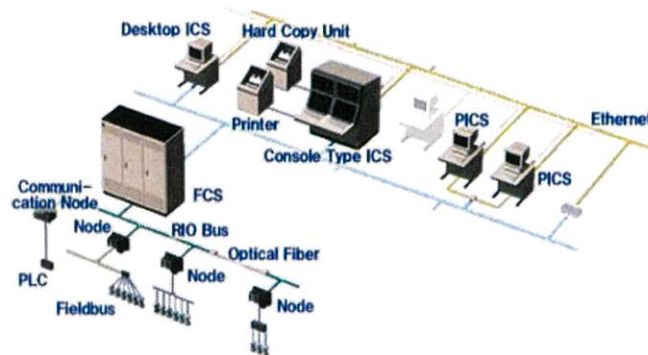 Desktop ICS
Hard Copy Unit
Printer
Console Type ICS
PICS
Ethernet
PICS
FCS
Communi-
cation Node
RIO Bus
Node
Optical Fiber
Node
Node
PLC
Fieldbus